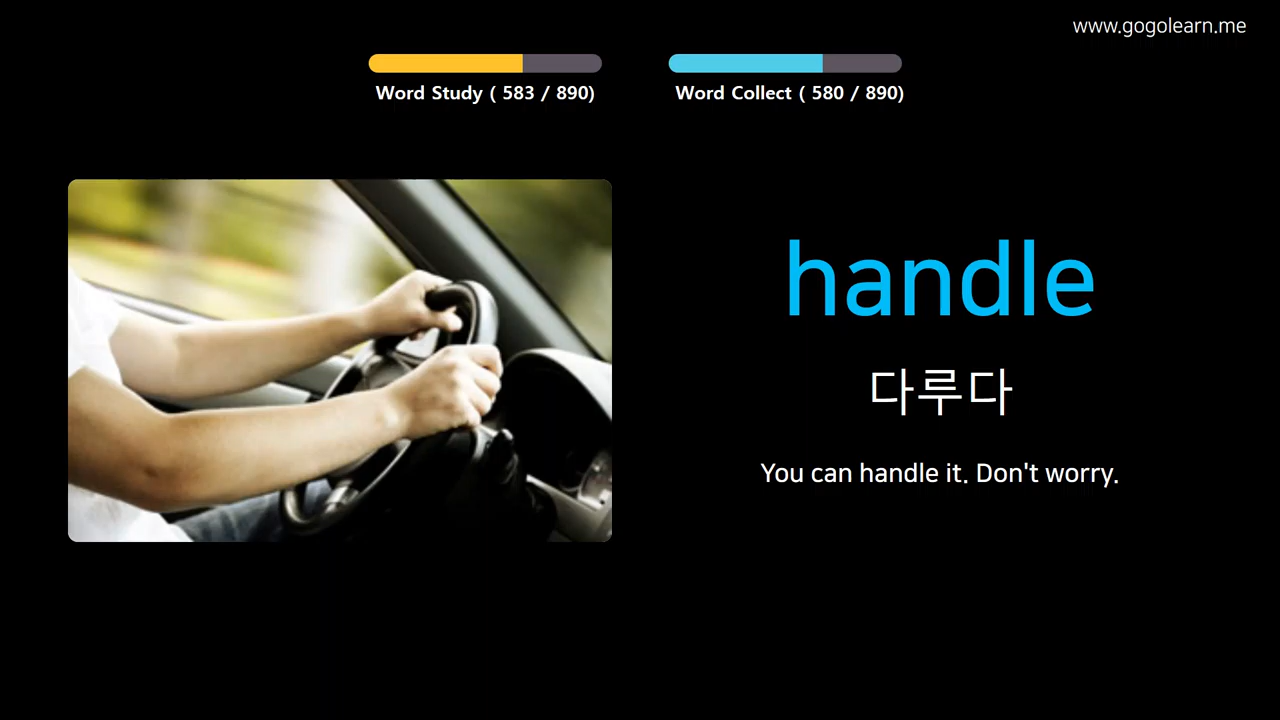 www.gogolearn.me
Word Study ( 583 / 890)
Word Collect ( 580 / 890)
handle
다루다
You can handle it. Don't worry.